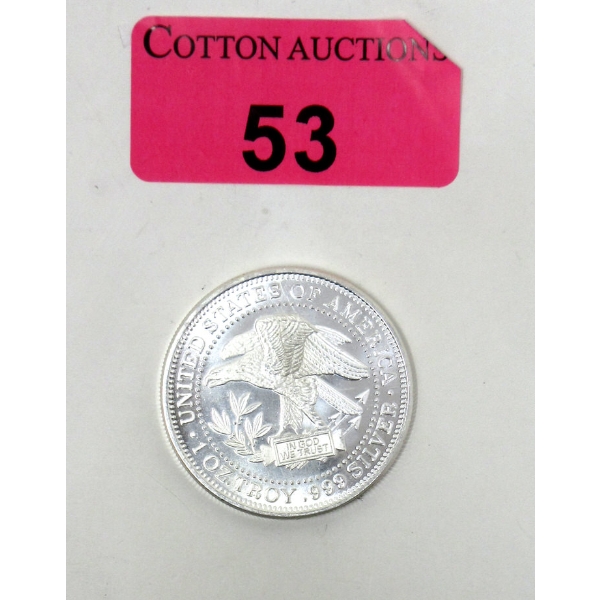 COTTON AUCTIONS
53
UNITED STATES OF AMERICA
IN GOD
WE TRUST
· 1 OZ. TROY .999 SILVER ·